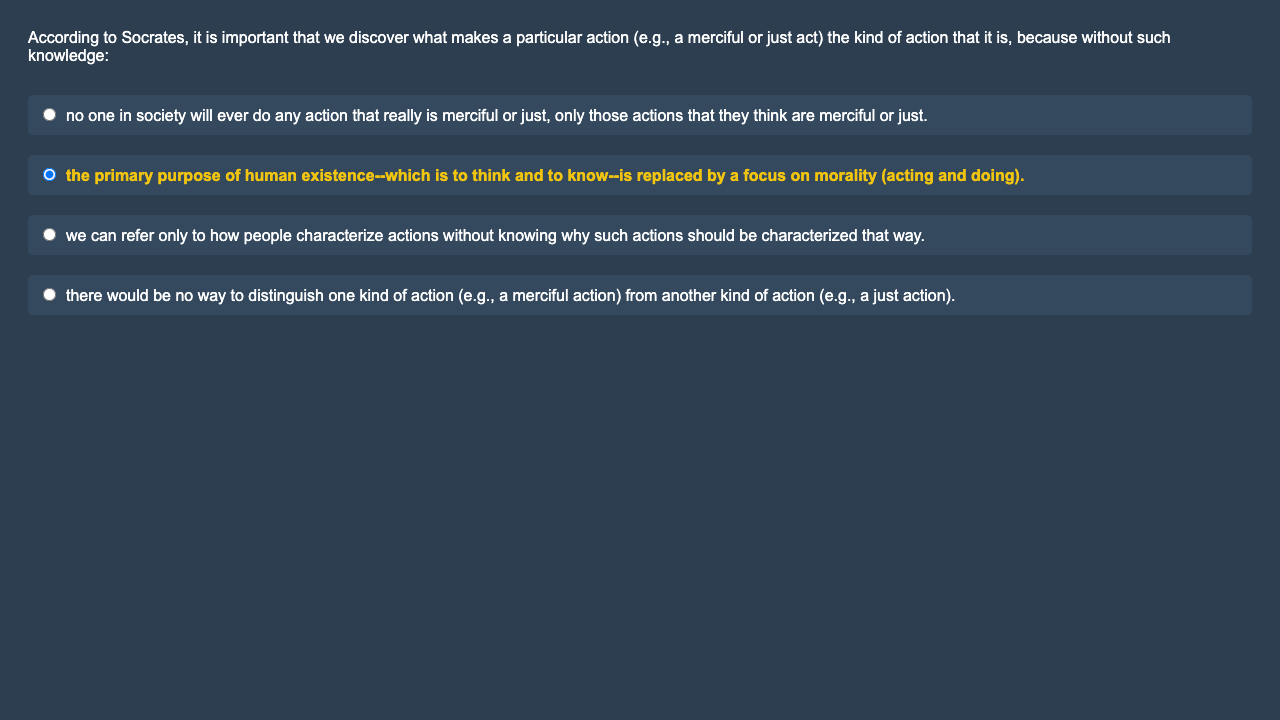 According to Socrates, it is important that we discover what makes a particular action (e.g., a merciful or just act) the kind of action that it is, because without such
knowledge:
no one in society will ever do any action that really is merciful or just, only those actions that they think are merciful or just.
the primary purpose of human existence--which is to think and to know--is replaced by a focus on morality (acting and doing).
we can refer only to how people characterize actions without knowing why such actions should be characterized that way.
there would be no way to distinguish one kind of action (e.g., a merciful action) from another kind of action (e.g., a just action).